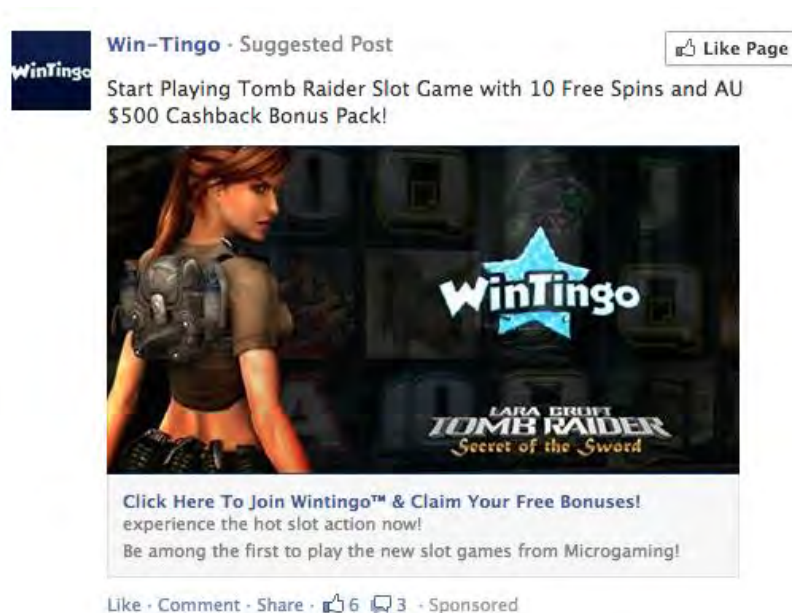 WinTingo
Win-Tingo · Suggested Post
Like Page
Start Playing Tomb Raider Slot Game with 10 Free Spins and AU
$500 Cashback Bonus Pack!
WinTingo
LARA CROFT
TOMB RAIDER
Secret of the Sword
Click Here To Join Wintingo™ & Claim Your Free Bonuses!
experience the hot slot action now!
Be among the first to play the new slot games from Microgaming!
Like · Comment · Share · 6 3 · Sponsored